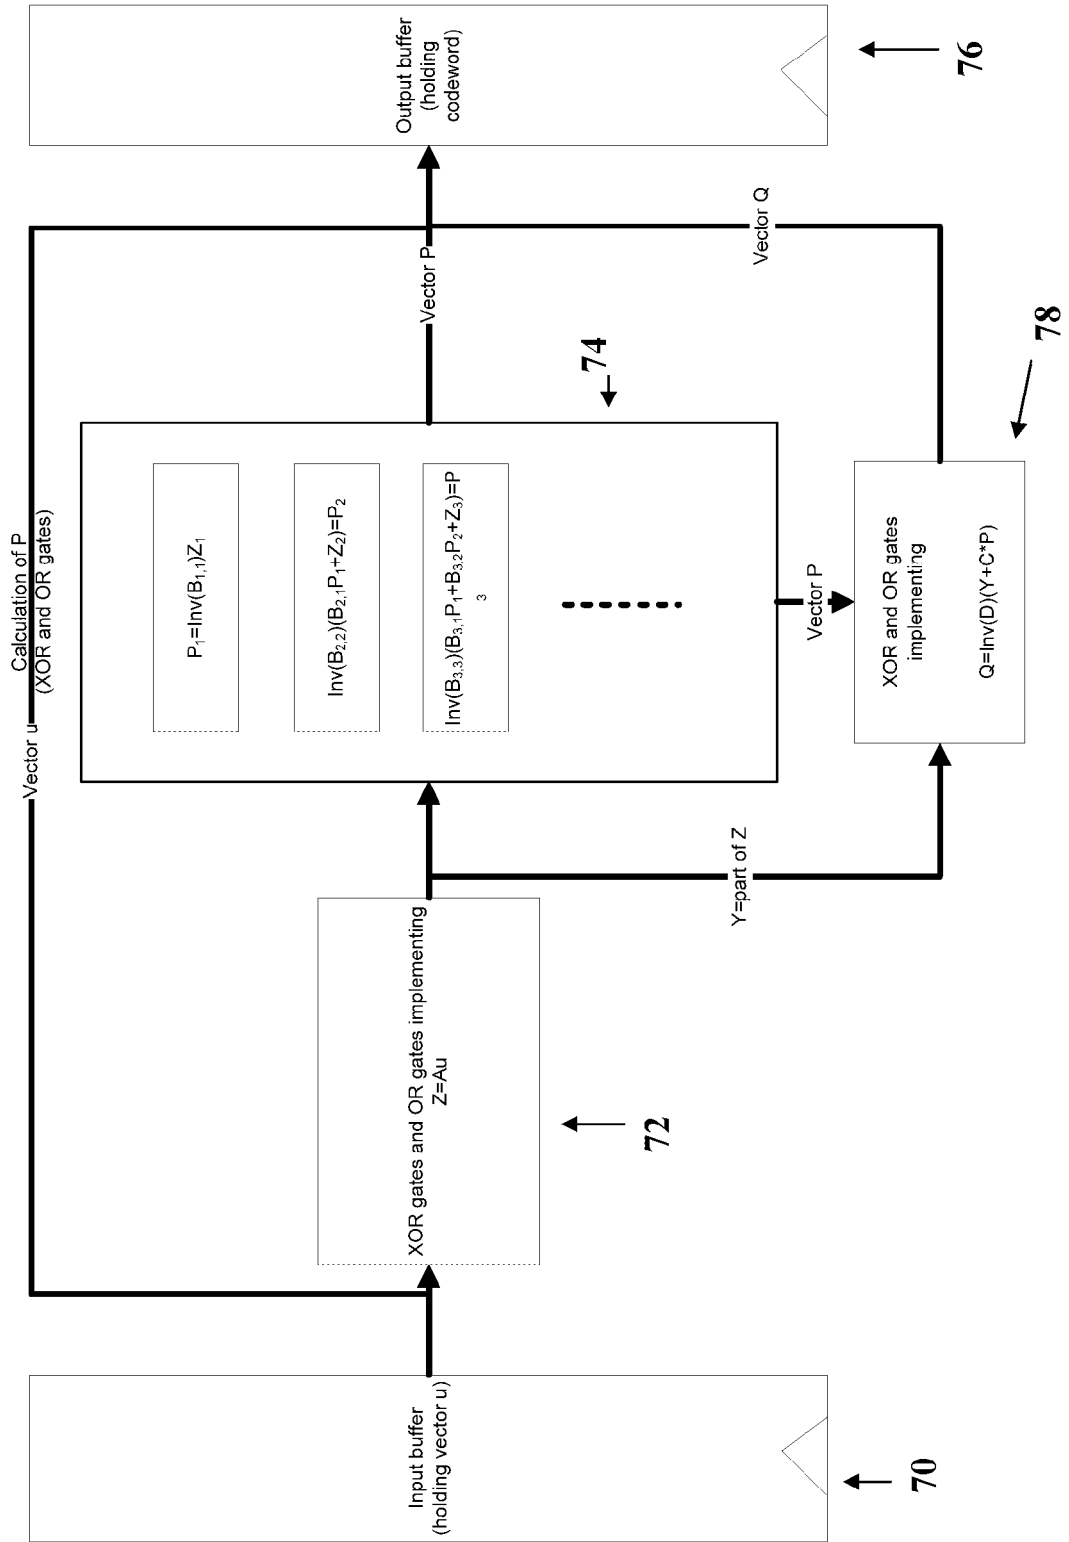 Input buffer
(holding vector u)
70
Vector u
XOR gates and OR gates implementing
Z=Au
72
Y=part of Z
Calculation of P
(XOR and OR gates)
P1=Inv(B1,1)Z1
Inv(B2,2)(B2,1P1+Z2)=P2
Inv(B3,3)(B3,1P1+B3,2P2+Z3)=P
3
74
Vector P
XOR and OR gates
implementing
Q=Inv(D)(Y+C*P)
78
Vector P
Vector Q
Output buffer
(holding
codeword)
76